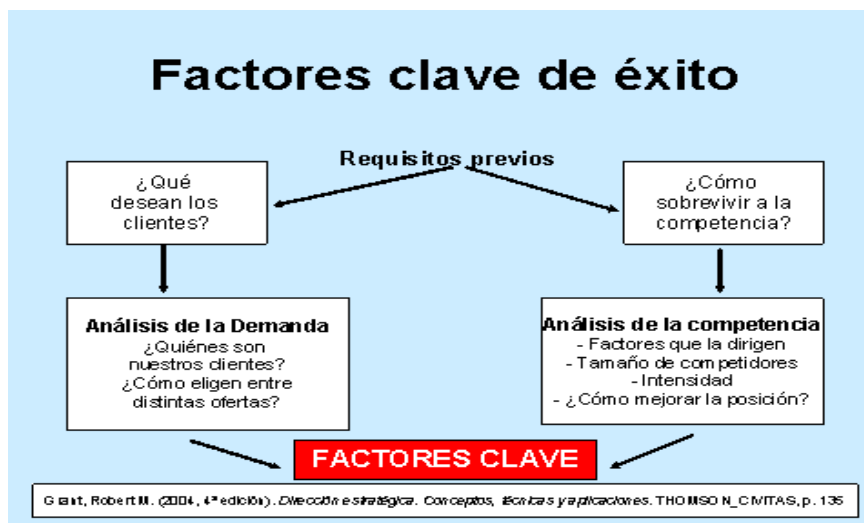 Factores clave de éxito
Requisitos previos
¿Qué
desean los
clientes?
¿Cómo
sobrevivir a la
competencia?
Análisis de la Demanda
¿Quiénes son
nuestros clientes?
¿Cómo eligen entre
distintas ofertas?
Análisis de la competencia
- Factores que la dirigen
- Tamaño de competidores
- Intensidad
- ¿Cómo mejorar la posición?
FACTORES CLAVE
Grant, Robert M. (2004, 4ª edición). Dirección estratégica. Conceptos, técnicas y aplicaciones. THOMSON_CIVITAS, p. 135